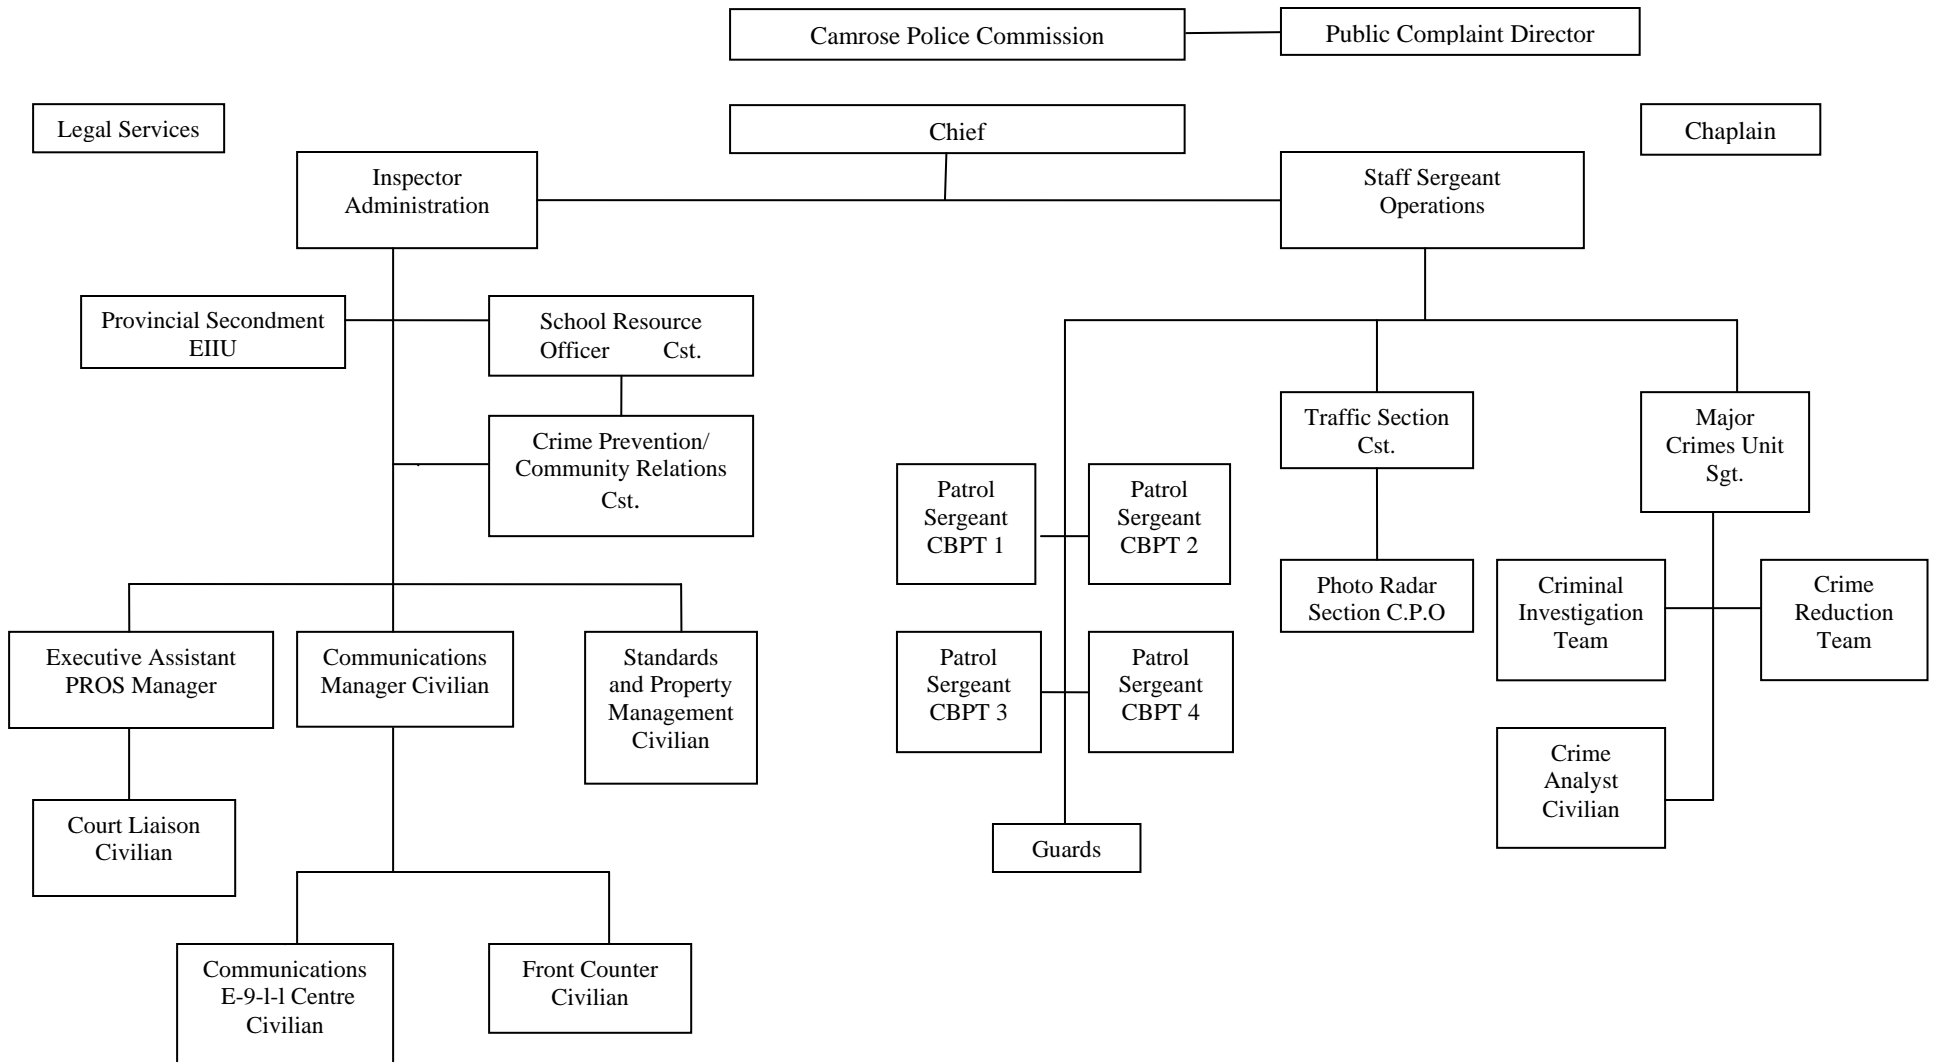 Camrose Police Commission
Public Complaint Director
Legal Services
Chief
Chaplain
Inspector
Administration
Staff Sergeant
Operations
Provincial Secondment
EIIU
School Resource
Officer Cst.
Crime Prevention/
Community Relations
Cst.
Traffic Section
Cst.
Major
Crimes Unit
Sgt.
Patrol
Sergeant
CBPT 1
Patrol
Sergeant
CBPT 2
Photo Radar
Section C.P.O
Criminal
Investigation
Team
Crime
Reduction
Team
Executive Assistant
PROS Manager
Communications
Manager Civilian
Standards
and Property
Management
Civilian
Patrol
Sergeant
CBPT 3
Patrol
Sergeant
CBPT 4
Crime
Analyst
Civilian
Court Liaison
Civilian
Guards
Communications
E-9-l-l Centre
Civilian
Front Counter
Civilian